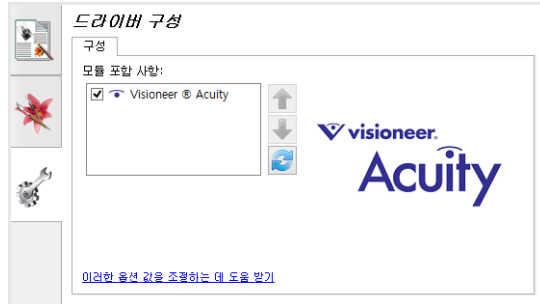 드라이버 구성
구성
모듈 포함 사항:
Visioneer ® Acuity
visioneer.
Acuity
이러한 옵션 값을 조절하는 데 도움 받기